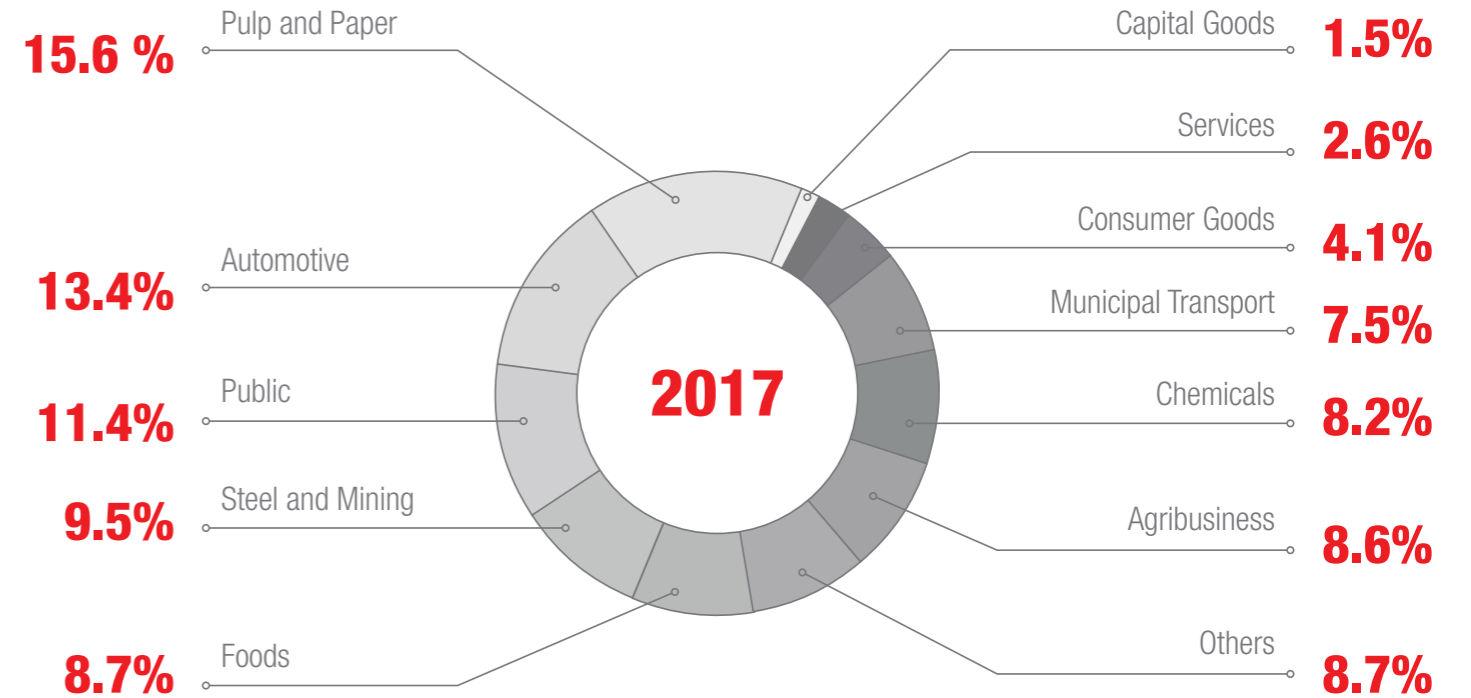 Pulp and Paper
15.6 %
Automotive
13.4%
Public
11.4%
Steel and Mining
9.5%
Foods
8.7%
2017
Capital Goods
1.5%
Services
2.6%
Consumer Goods
4.1%
Municipal Transport
7.5%
Chemicals
8.2%
Agribusiness
8.6%
Others
8.7%